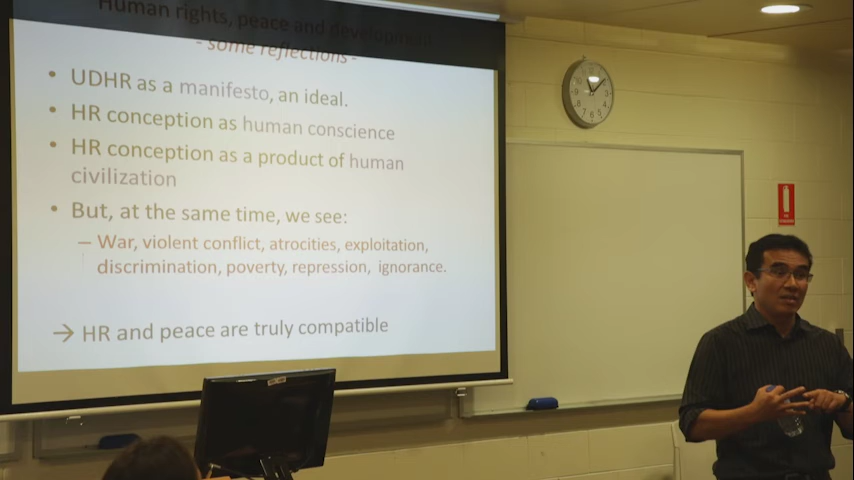 Human rights, peace and development
- some reflections -
• UDHR as a manifesto, an ideal.
• HR conception as human conscience
• HR conception as a product of human
civilization
• But, at the same time, we see:
– War, violent conflict, atrocities, exploitation,
discrimination, poverty, repression, ignorance.
→ HR and peace are truly compatible